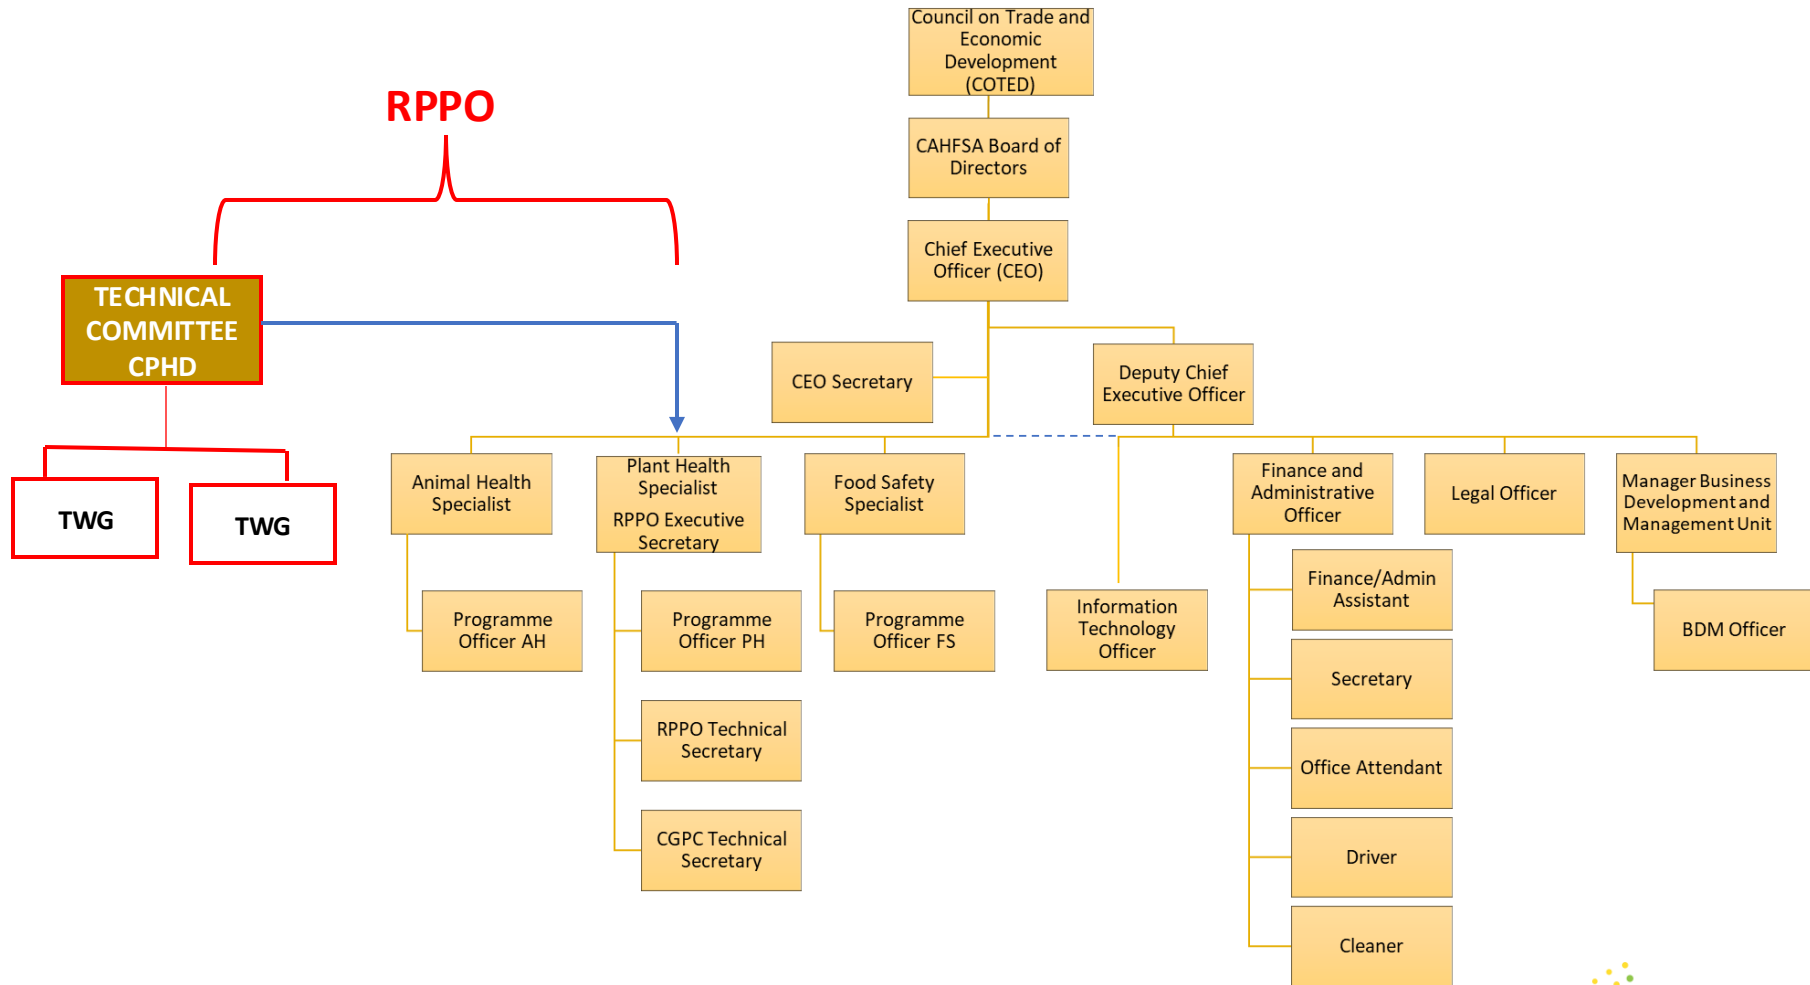 Council on Trade and
Economic
Development
(COTED)
RPPO
CAHFSA Board of
Directors
Chief Executive
Officer (CEO)
TECHNICAL
COMMITTEE
CPHD
CEO Secretary
Deputy Chief
Executive Officer
TWG
TWG
Animal Health
Specialist
Plant Health
Specialist
RPPO Executive
Secretary
Food Safety
Specialist
Finance and
Administrative
Officer
Legal Officer
Manager Business
Development and
Management Unit
Programme
Officer AH
Programme
Officer PH
Programme
Officer FS
Information
Technology
Officer
Finance/Admin
Assistant
BDM Officer
Secretary
RPPO Technical
Secretary
Office Attendant
CGPC Technical
Secretary
Driver
Cleaner